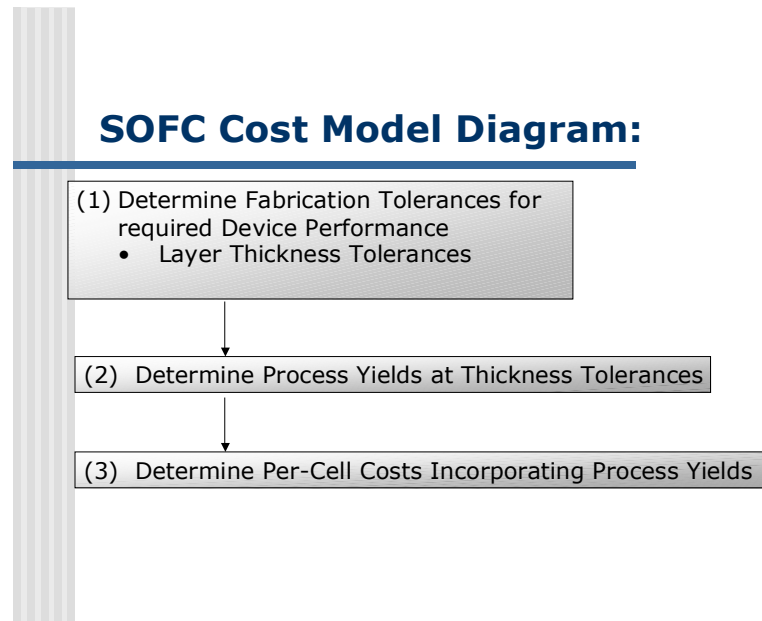 SOFC Cost Model Diagram:
(1) Determine Fabrication Tolerances for
required Device Performance
• Layer Thickness Tolerances
(2) Determine Process Yields at Thickness Tolerances
(3) Determine Per-Cell Costs Incorporating Process Yields